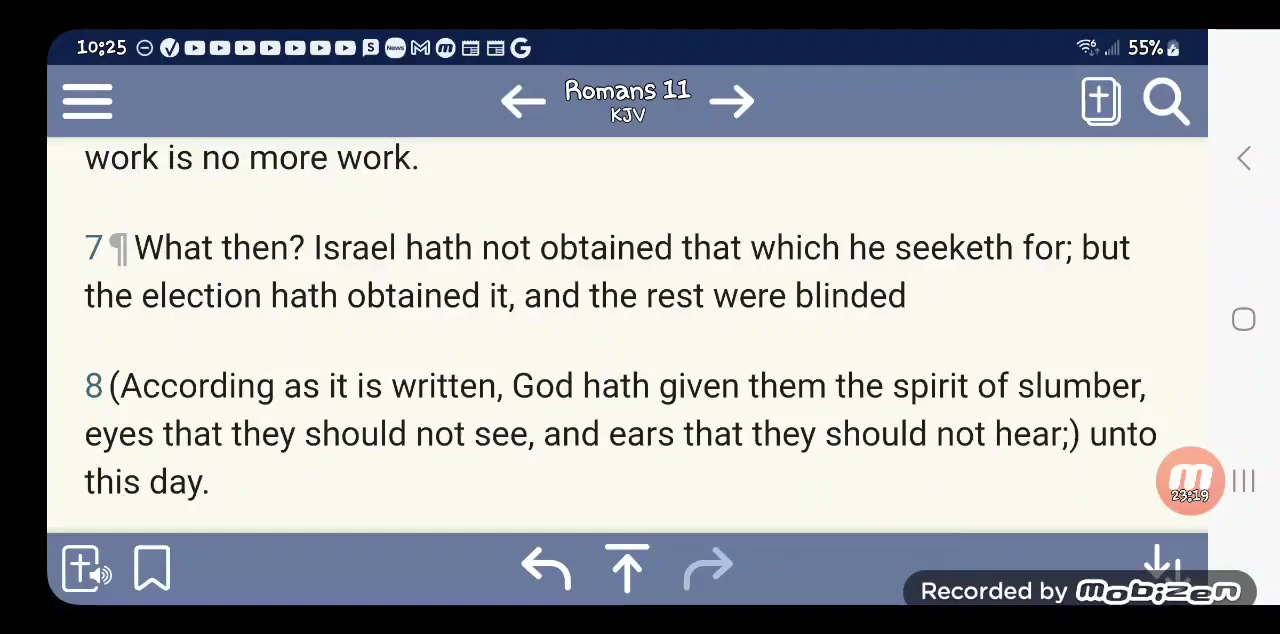 10:25 S News M m G 55%
Romans 11
KJV
work is no more work.
7 ¶ What then? Israel hath not obtained that which he seeketh for; but
the election hath obtained it, and the rest were blinded
8 (According as it is written, God hath given them the spirit of slumber,
eyes that they should not see, and ears that they should not hear;) unto
this day.
m
23:19
Recorded by mobizen